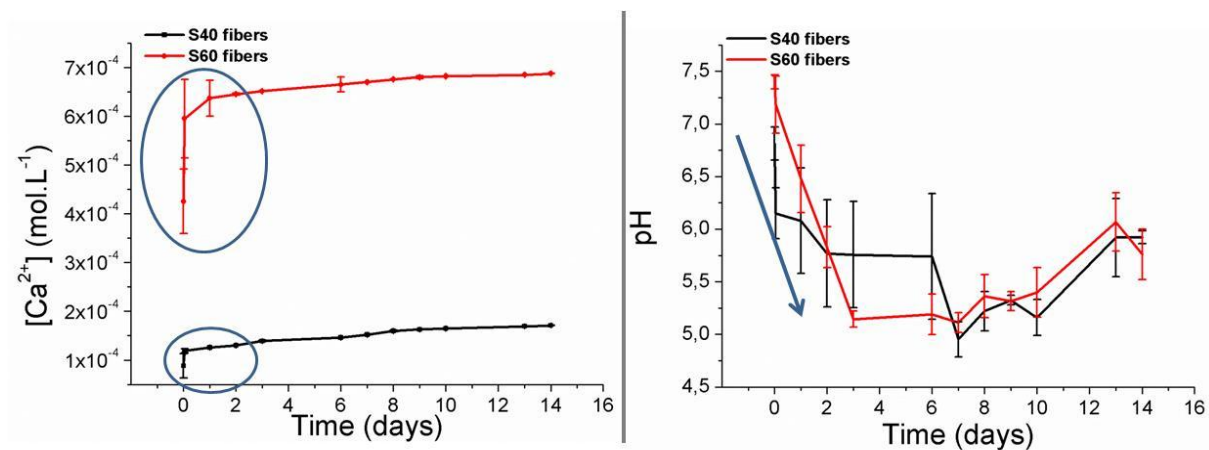 S40 fibers
S60 fibers
7x10⁻⁴
6x10⁻⁴
5x10⁻⁴
4x10⁻⁴
3x10⁻⁴
2x10⁻⁴
1x10⁻⁴
[Ca²⁺] (mol.L⁻¹)
0 2 4 6 8 10 12 14 16
Time (days)
S40 fibers
S60 fibers
7,5
7,0
6,5
6,0
5,5
5,0
4,5
pH
0 2 4 6 8 10 12 14 16
Time (days)